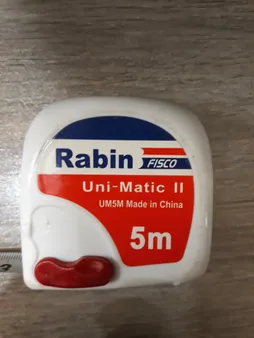 Rabin FISCO
Uni-Matic II
UM5M Made in China
5m